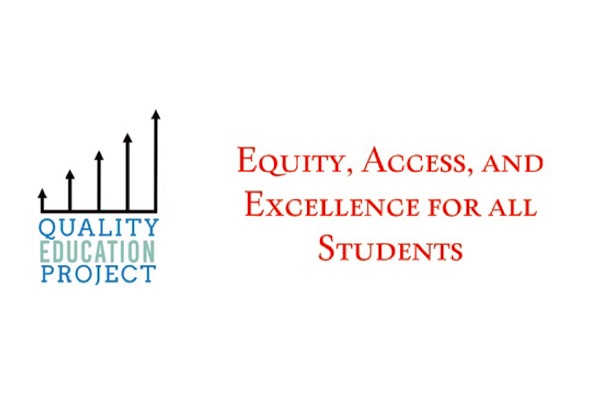 QUALITY
EDUCATION
PROJECT
Equity, Access, and
Excellence for all
Students